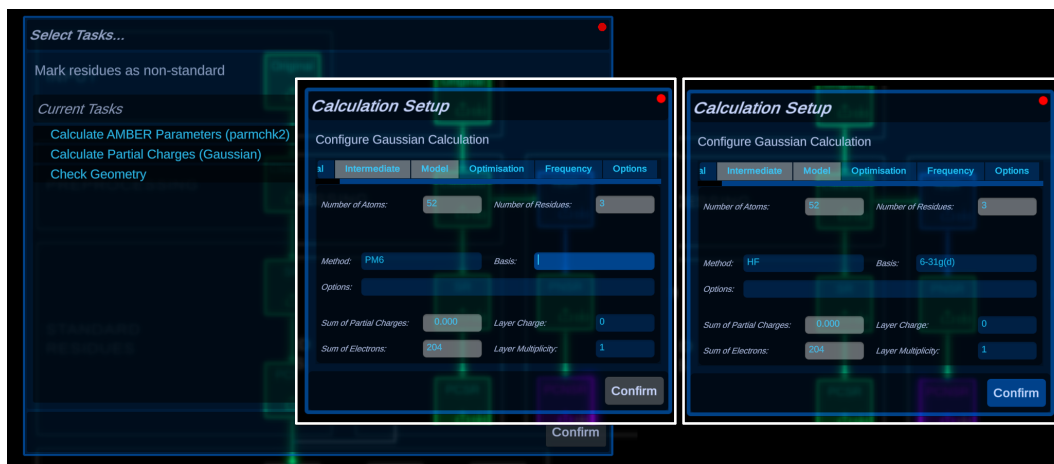 Select Tasks...
Mark residues as non-standard
Current Tasks
Calculate AMBER Parameters (parmchk2)
Calculate Partial Charges (Gaussian)
Check Geometry
Confirm
Calculation Setup
Configure Gaussian Calculation
al Intermediate Model Optimisation Frequency Options
Number of Atoms: 52 Number of Residues: 3
Method: PM6 Basis:
Options:
Sum of Partial Charges: 0.000 Layer Charge: 0
Sum of Electrons: 204 Layer Multiplicity: 1
Confirm
Calculation Setup
Configure Gaussian Calculation
al Intermediate Model Optimisation Frequency Options
Number of Atoms: 52 Number of Residues: 3
Method: HF Basis: 6-31g(d)
Options:
Sum of Partial Charges: 0.000 Layer Charge: 0
Sum of Electrons: 204 Layer Multiplicity: 1
Confirm